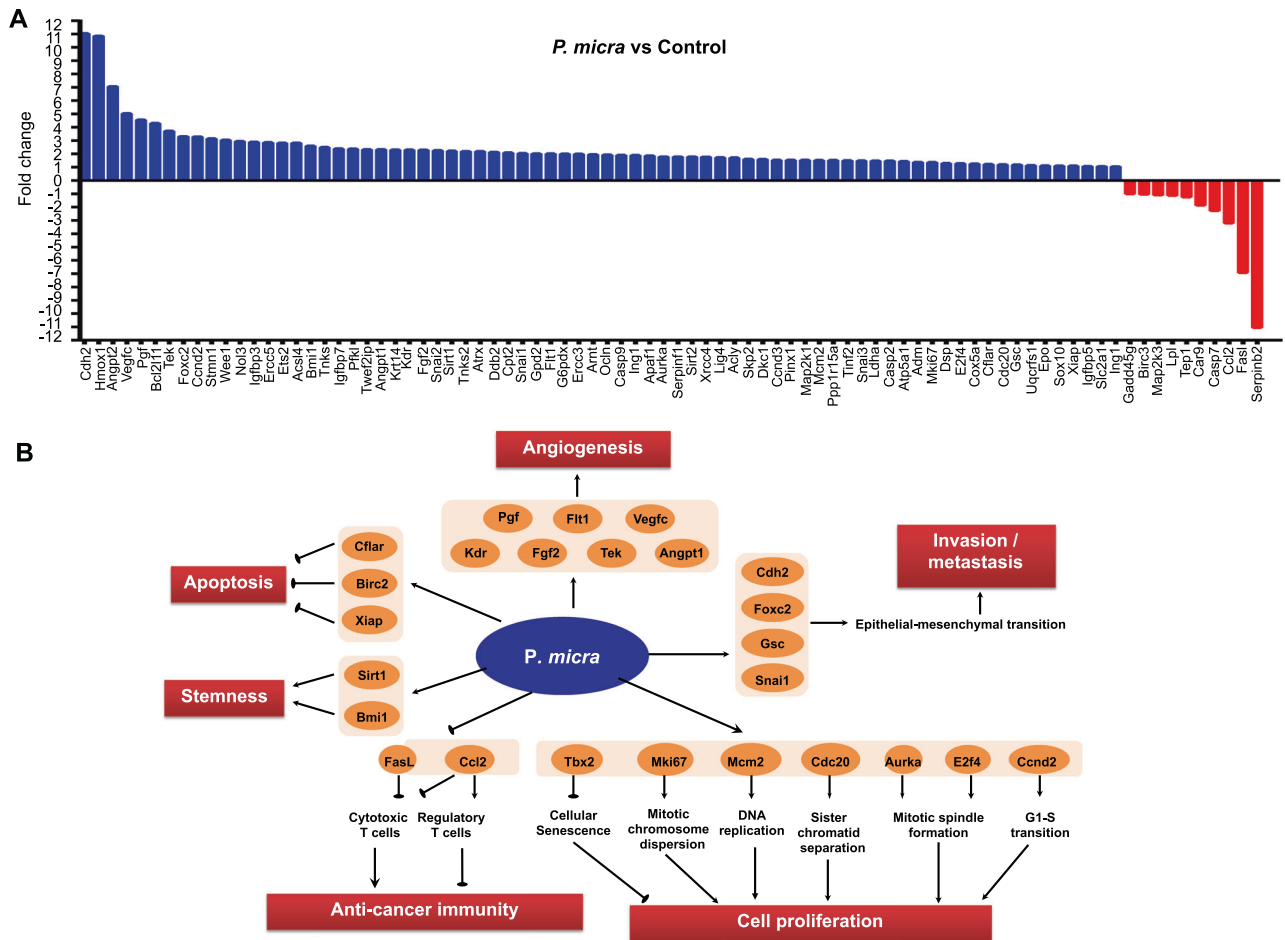 A
P. micra vs Control
Fold change
12
11
10
9
8
7
6
5
4
3
2
1
0
-1
-2
-3
-4
-5
-6
-7
-8
-9
-10
-11
-12
Cdh2
Hmox1
Angpt2
Vegfc
Pgf
Bcl2l11
Tek
Foxc2
Ccnd2
Stmn1
Wee1
Nol3
Igfbp3
Ercc5
Ets2
Acsl4
Bmi1
Tnks
Igfbp7
Pfkl
Twef2ip
Angpt1
Krt14
Kdr
Fgf2
Snai2
Sirt1
Tnks2
Atrx
Ddb2
Cpt2
Snai1
Gpd2
Flt1
G6pdx
Ercc3
Arnt
Ocln
Casp9
Ing1
Apaf1
Aurka
Serpinf1
Sirt2
Xrcc4
Lig4
Acly
Skp2
Dkc1
Ccnd3
Pinx1
Map2k1
Mcm2
Ppp1r15a
Tinf2
Snai3
Ldha
Casp2
Atp5a1
Adm
Mki67
Dsp
E2f4
Cox5a
Cflar
Cdc20
Gsc
Uqrfs1
Epo
Sox10
Xiap
Igfbp5
Slc2a1
Ing1
Gadd45g
Birc3
Map2k3
Lpl
Tep1
Car9
Casp7
Ccl2
Fasl
Serpinb2
B
Angiogenesis
Pgf Flt1 Vegfc
Kdr Fgf2 Tek Angpt1
Apoptosis
Cflar
Birc2
Xiap
Cdh2
Foxc2
Gsc
Snai1
Invasion /
metastasis
Epithelial-mesenchymal transition
P. micra
Stemness
Sirt1
Bmi1
FasL Ccl2
Tbx2 Mki67 Mcm2 Cdc20 Aurka E2f4 Ccnd2
Cytotoxic
T cells
Regulatory
T cells
Cellular
Senescence
Mitotic
chromosome
dispersion
DNA
replication
Sister
chromatid
separation
Mitotic spindle
formation
G1-S
transition
Anti-cancer immunity
Cell proliferation